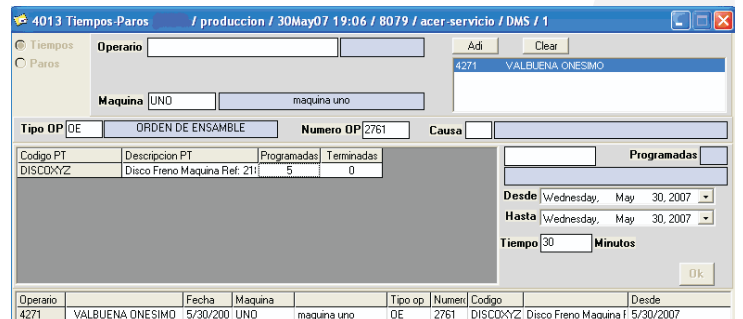 4013 Tiempos-Paros / produccion / 30May07 19:06 / 8079 / acer-servicio / DMS / 1
Tiempos Operario Adi Clear
Paros 4271 VALBUENA ONESIMO
Maquina UNO maquina uno
Tipo OP OE ORDEN DE ENSAMBLE Numero OP 2761 Causa
Codigo PT Descripcion PT Programadas Terminadas Programadas
DISCOXYZ Disco Freno Maquina Ref: 21 5 0
Desde Wednesday, May 30, 2007
Hasta Wednesday, May 30, 2007
Tiempo 30 Minutos
Ok
Operario Fecha Maquina Tipo op Numer Codigo Desde
4271 VALBUENA ONESIMO 5/30/200 UNO maquina uno OE 2761 DISCOXYZ Disco Freno Maquina F 5/30/2007